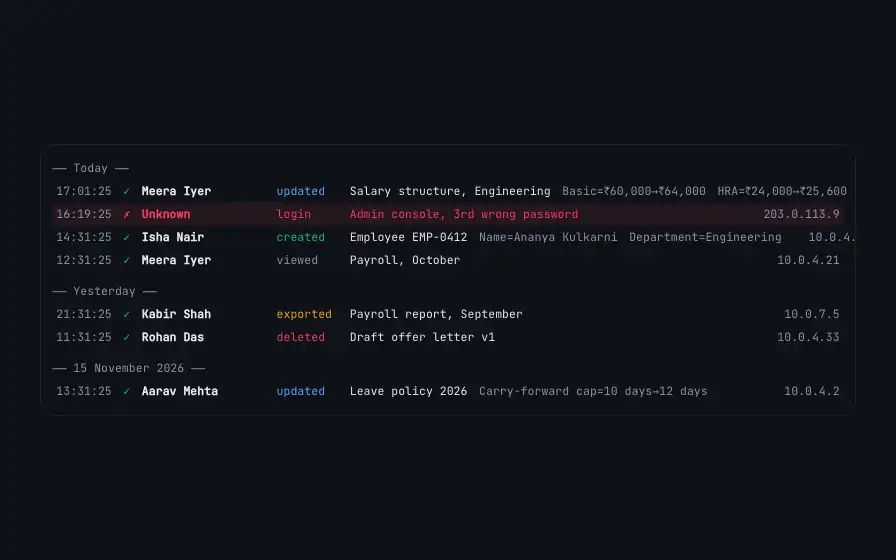 ── Today ──
17:01:25 ✓ Meera Iyer updated Salary structure, Engineering Basic=₹60,000→₹64,000 HRA=₹24,000→₹25,600
16:19:25 ✗ Unknown login Admin console, 3rd wrong password 203.0.113.9
14:31:25 ✓ Isha Nair created Employee EMP-0412 Name=Ananya Kulkarni Department=Engineering 10.0.4.
12:31:25 ✓ Meera Iyer viewed Payroll, October 10.0.4.21
── Yesterday ──
21:31:25 ✓ Kabir Shah exported Payroll report, September 10.0.7.5
11:31:25 ✓ Rohan Das deleted Draft offer letter v1 10.0.4.33
── 15 November 2026 ──
13:31:25 ✓ Aarav Mehta updated Leave policy 2026 Carry-forward cap=10 days→12 days 10.0.4.2